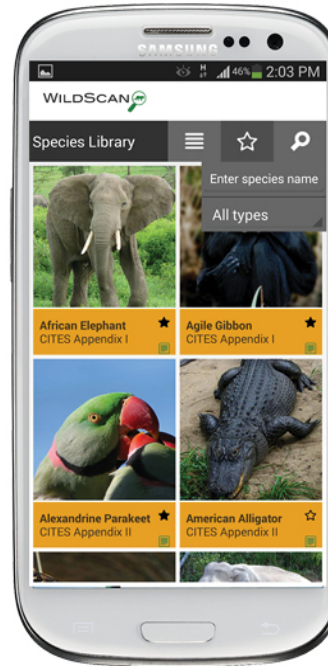 SAMSUNG
H
46%
2:03 PM
WILDSCAN
Species Library
Enter species name
All types
African Elephant
CITES Appendix I
Agile Gibbon
CITES Appendix I
Alexandrine Parakeet
CITES Appendix II
American Alligator
CITES Appendix II